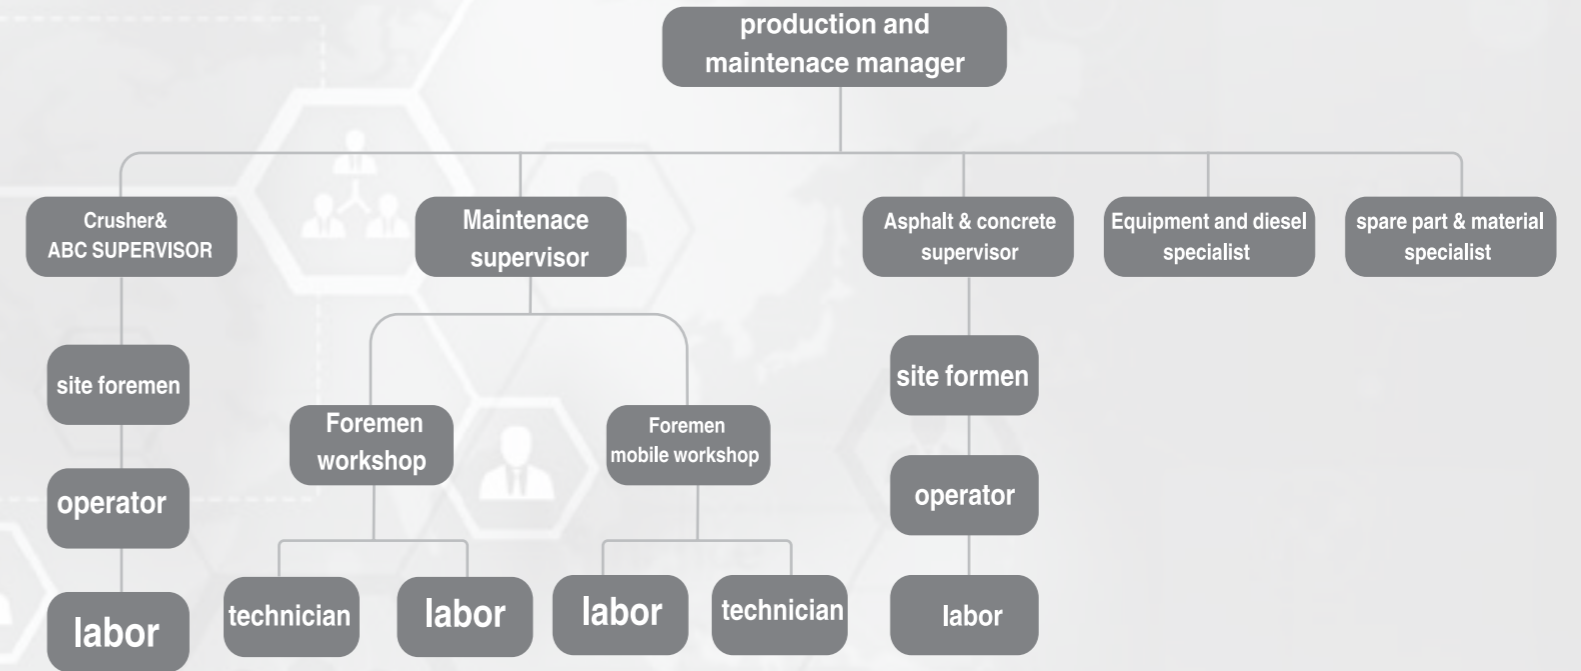 production and
maintenace manager
Crusher&
ABC SUPERVISOR
Maintenace
supervisor
Asphalt & concrete
supervisor
Equipment and diesel
specialist
spare part & material
specialist
site foremen
operator
labor
Foremen
workshop
technician
labor
Foremen
mobile workshop
labor
technician
site formen
operator
labor